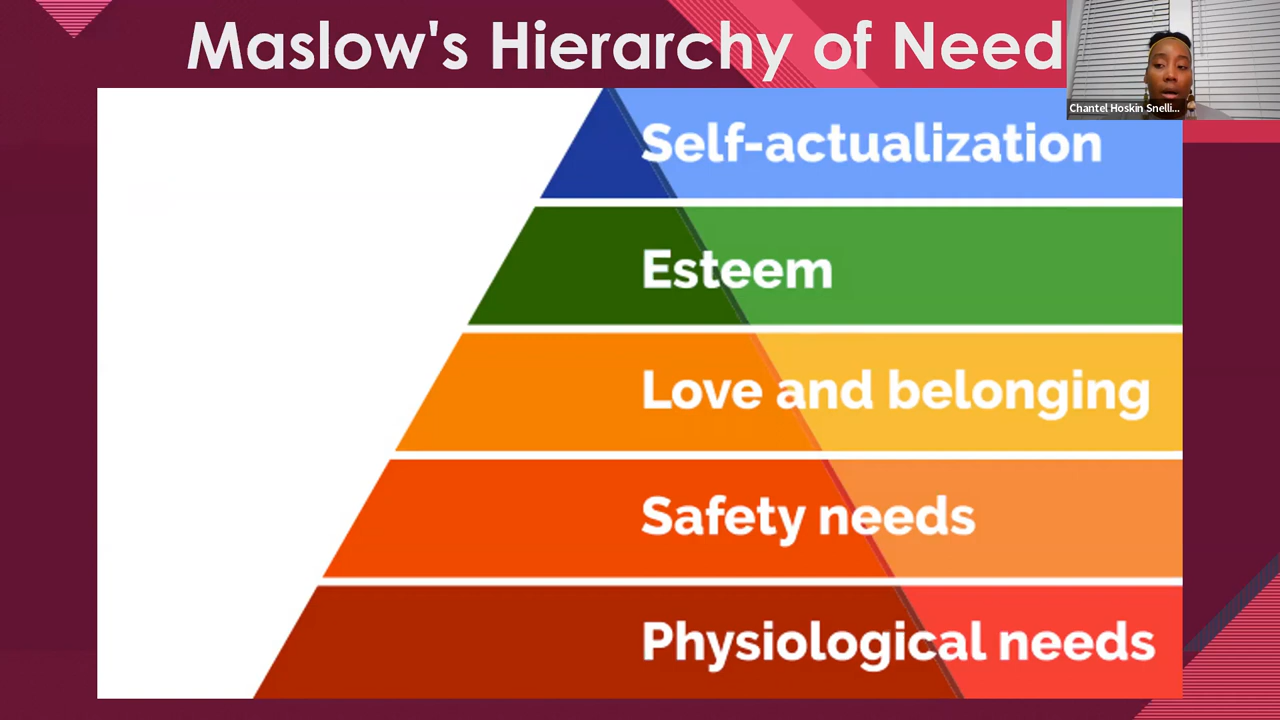 Maslow's Hierarchy of Need
Chantel Hoskin Snelli...
Self-actualization
Esteem
Love and belonging
Safety needs
Physiological needs